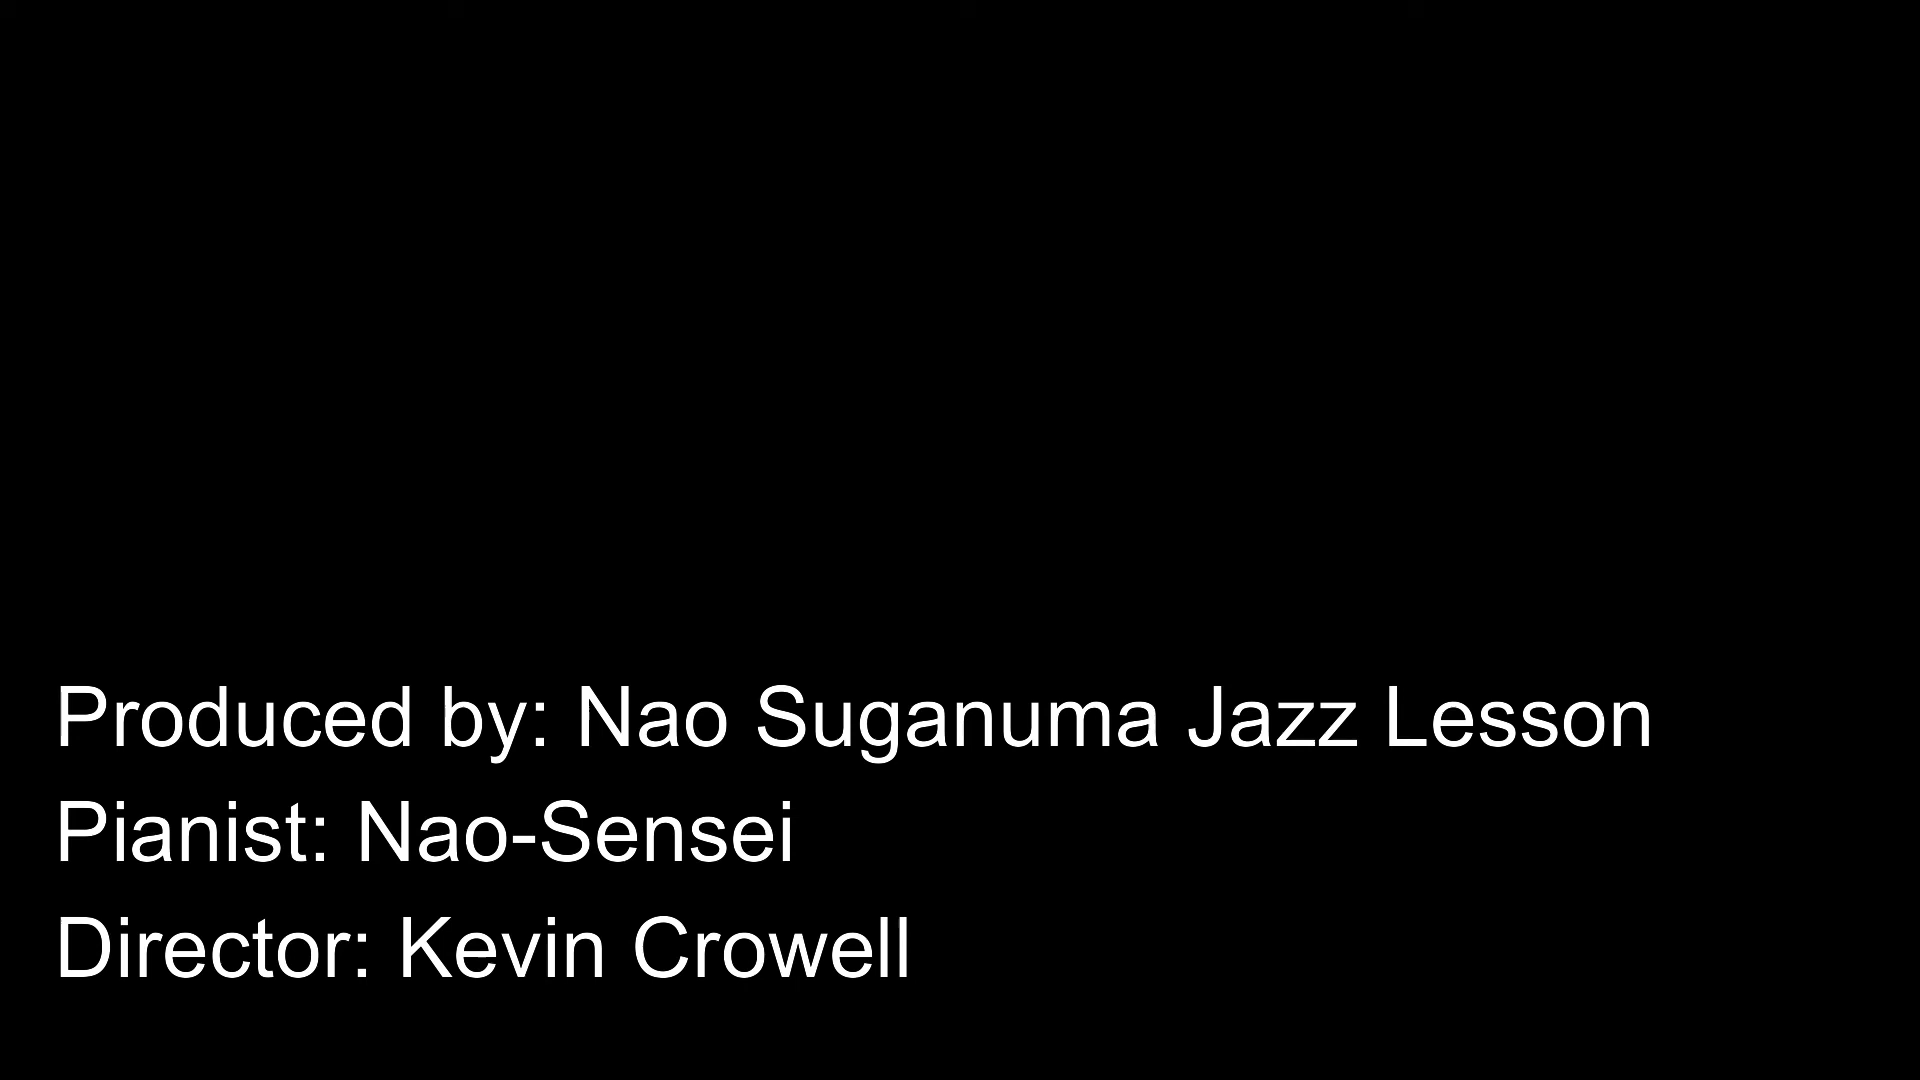 Produced by: Nao Suganuma Jazz Lesson
Pianist: Nao-Sensei
Director: Kevin Crowell